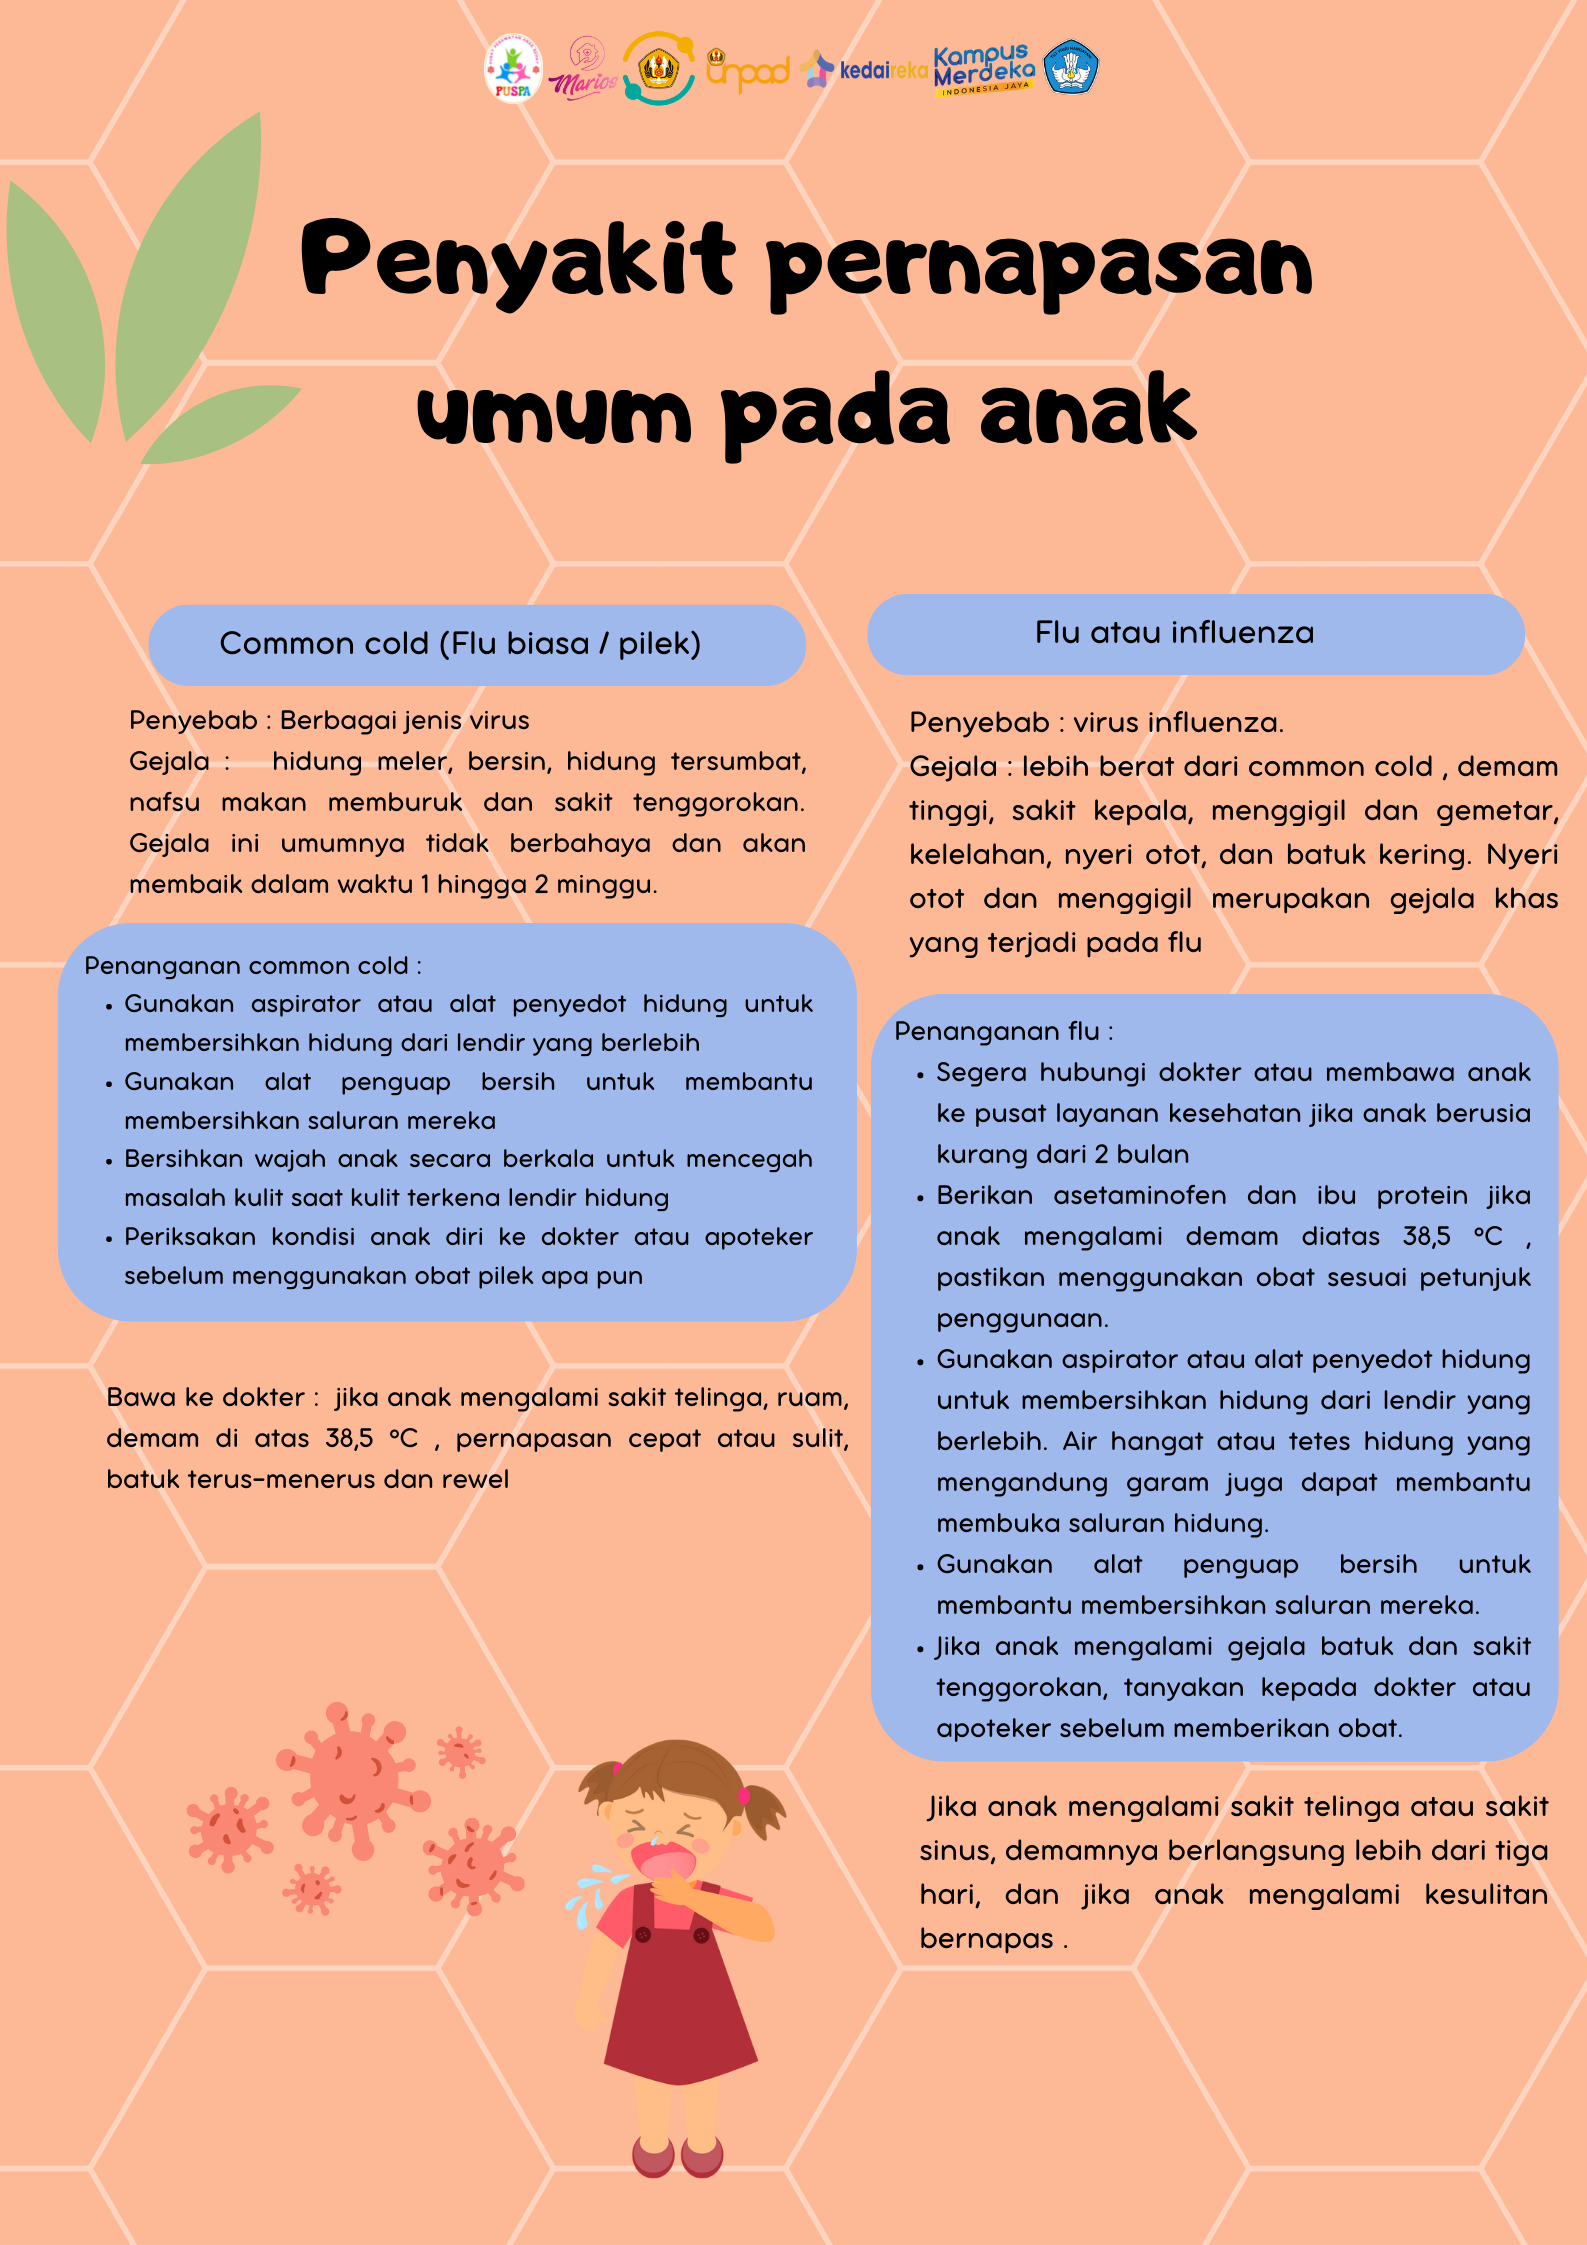 PUSPA
Marios
unpad
kedaireka
Kampus
Merdeka
INDONESIA JAYA
Penyakit pernapasan
umum pada anak
Common cold (Flu biasa / pilek)
Penyebab : Berbagai jenis virus
Gejala : hidung meler, bersin, hidung tersumbat,
nafsu makan memburuk dan sakit tenggorokan.
Gejala ini umumnya tidak berbahaya dan akan
membaik dalam waktu 1 hingga 2 minggu.
Penanganan common cold :
• Gunakan aspirator atau alat penyedot hidung untuk
membersihkan hidung dari lendir yang berlebih
• Gunakan alat penguap bersih untuk membantu
membersihkan saluran mereka
• Bersihkan wajah anak secara berkala untuk mencegah
masalah kulit saat kulit terkena lendir hidung
• Periksakan kondisi anak diri ke dokter atau apoteker
sebelum menggunakan obat pilek apa pun
Bawa ke dokter : jika anak mengalami sakit telinga, ruam,
demam di atas 38,5 °C , pernapasan cepat atau sulit,
batuk terus-menerus dan rewel
Flu atau influenza
Penyebab : virus influenza.
Gejala : lebih berat dari common cold , demam
tinggi, sakit kepala, menggigil dan gemetar,
kelelahan, nyeri otot, dan batuk kering. Nyeri
otot dan menggigil merupakan gejala khas
yang terjadi pada flu
Penanganan flu :
• Segera hubungi dokter atau membawa anak
ke pusat layanan kesehatan jika anak berusia
kurang dari 2 bulan
• Berikan asetaminofen dan ibu protein jika
anak mengalami demam diatas 38,5 °C ,
pastikan menggunakan obat sesuai petunjuk
penggunaan.
• Gunakan aspirator atau alat penyedot hidung
untuk membersihkan hidung dari lendir yang
berlebih. Air hangat atau tetes hidung yang
mengandung garam juga dapat membantu
membuka saluran hidung.
• Gunakan alat penguap bersih untuk
membantu membersihkan saluran mereka.
• Jika anak mengalami gejala batuk dan sakit
tenggorokan, tanyakan kepada dokter atau
apoteker sebelum memberikan obat.
Jika anak mengalami sakit telinga atau sakit
sinus, demamnya berlangsung lebih dari tiga
hari, dan jika anak mengalami kesulitan
bernapas .